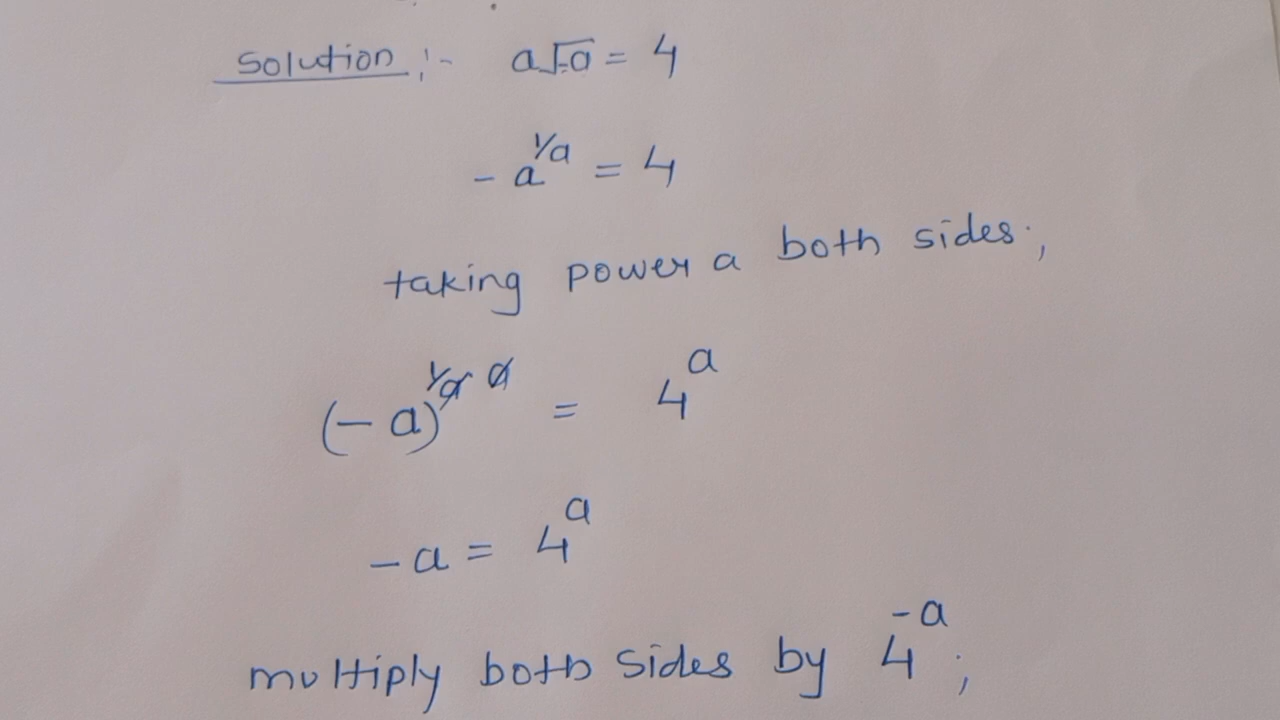 Solution :- a√-a = 4
- a^1/a = 4
taking power a both sides.,
(- a)^1/a a = 4^a
- a = 4^a
multiply both sides by 4^-a ;